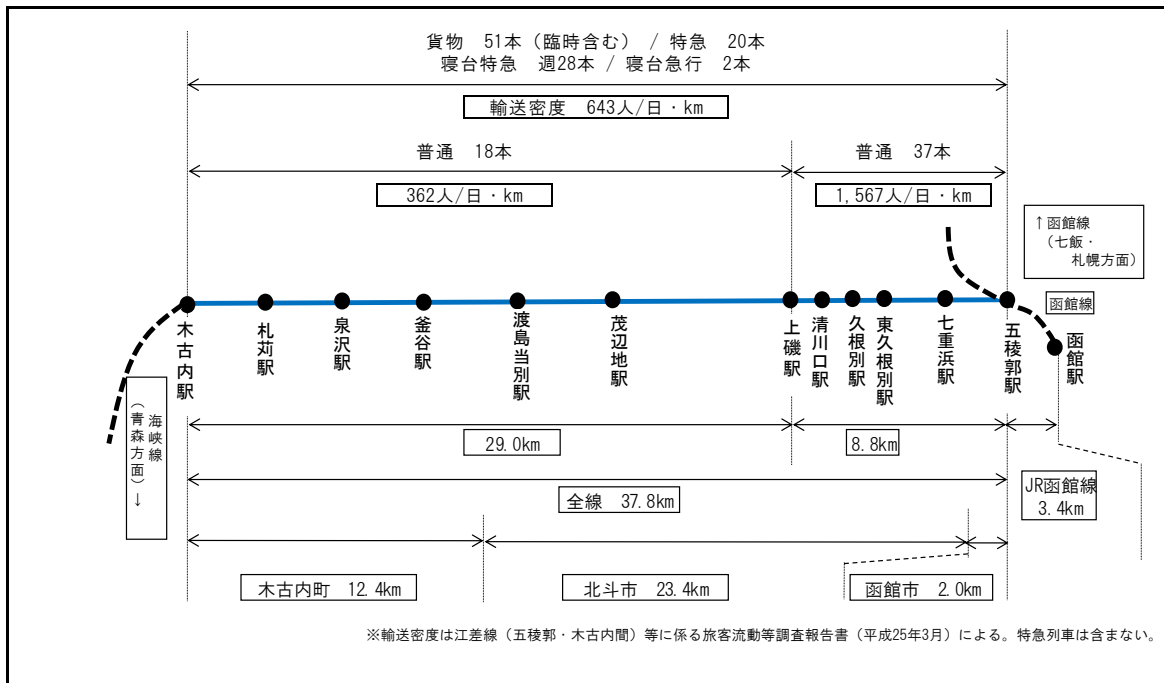 貨物　51本（臨時含む） / 特急　20本
寝台特急　週28本 / 寝台急行　2本
輸送密度　643人/日・km
普通　18本
普通　37本
362人/日・km
1,567人/日・km
↑函館線
（七飯・
札幌方面）
函館線
木古内駅
札苅駅
泉沢駅
釜谷駅
渡島当別駅
茂辺地駅
上磯駅
清川口駅
久根別駅
東久根別駅
七重浜駅
五稜郭駅
函館駅
海峡線
（青森方面）↓
29.0km
8.8km
全線　37.8km
JR函館線
3.4km
木古内町　12.4km
北斗市　23.4km
函館市　2.0km
※輸送密度は江差線（五稜郭・木古内間）等に係る旅客流動等調査報告書（平成25年3月）による。特急列車は含まない。